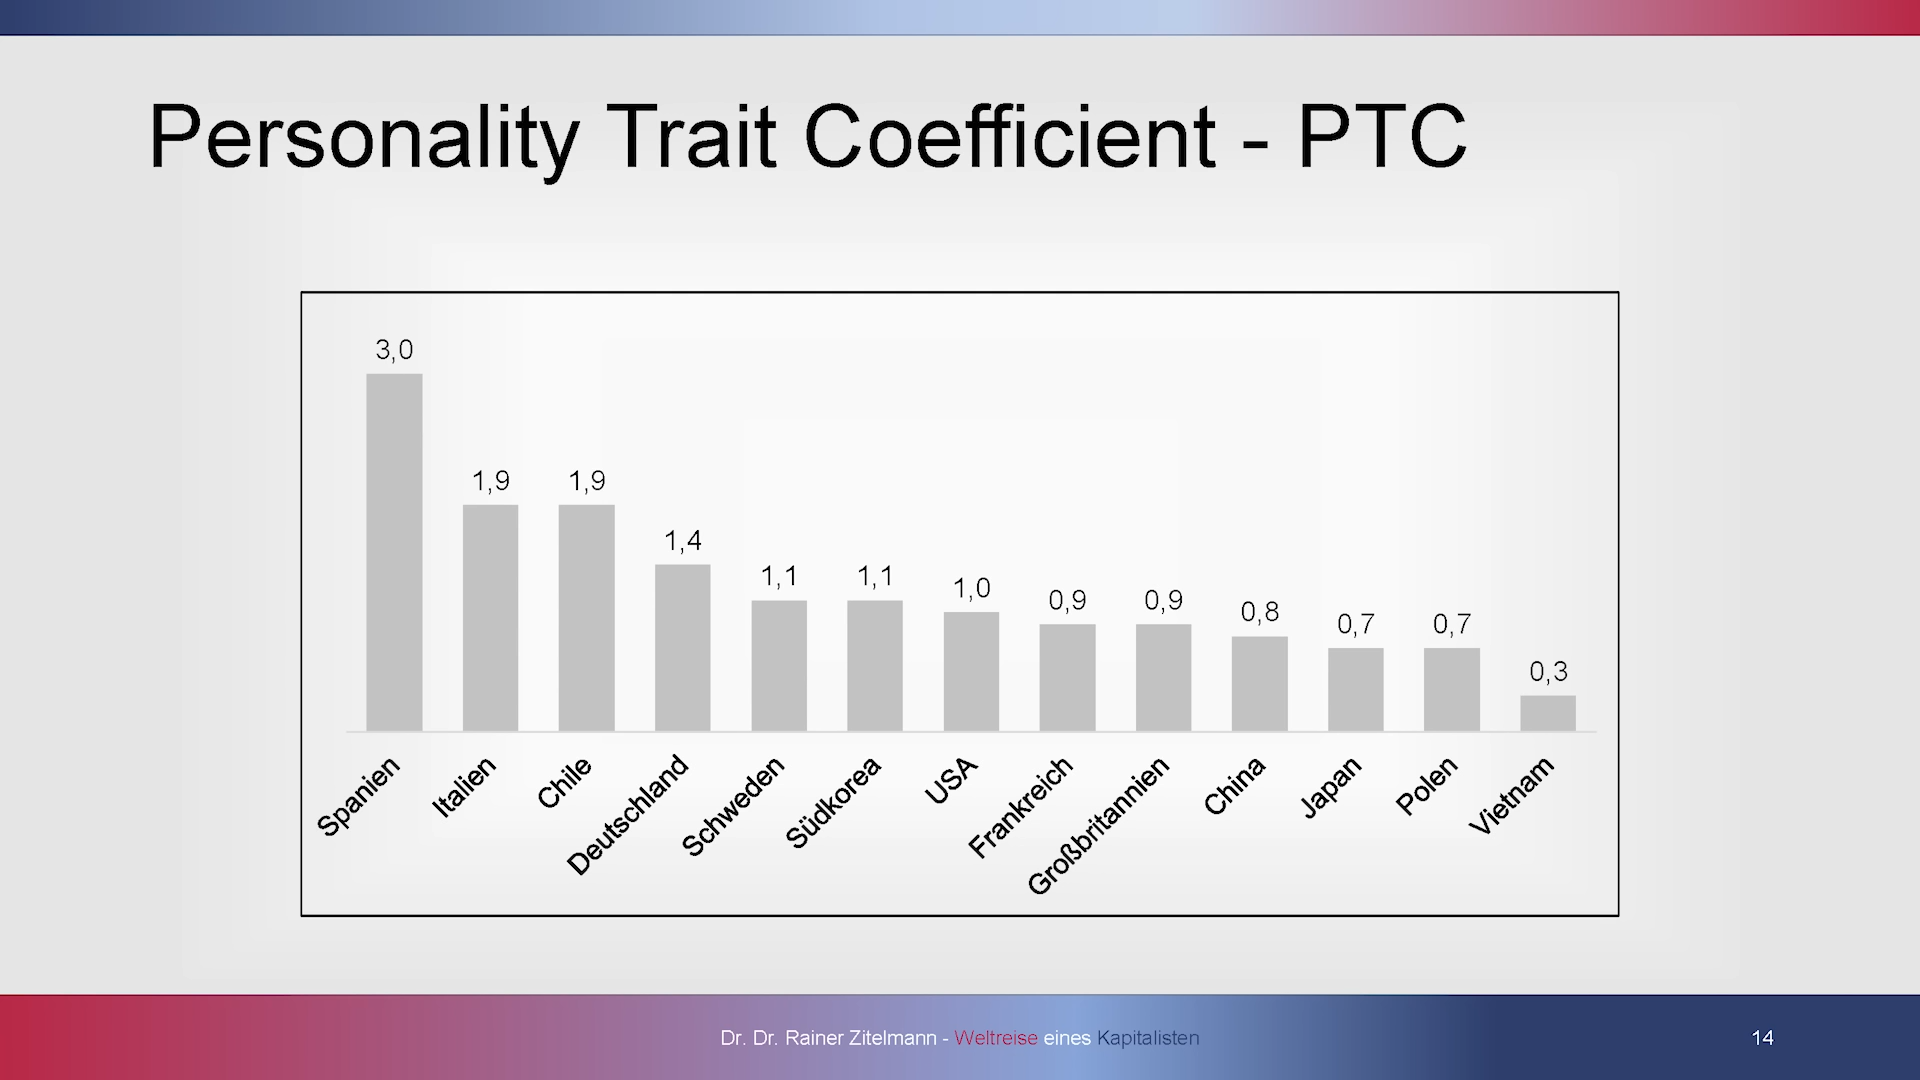 Personality Trait Coefficient - PTC
3,0
1,9
1,9
1,4
1,1
1,1
1,0
0,9
0,9
0,8
0,7
0,7
0,3
Spanien
Italien
Chile
Deutschland
Schweden
Südkorea
USA
Frankreich
Großbritannien
China
Japan
Polen
Vietnam
Dr. Dr. Rainer Zitelmann - Weltreise eines Kapitalisten
14